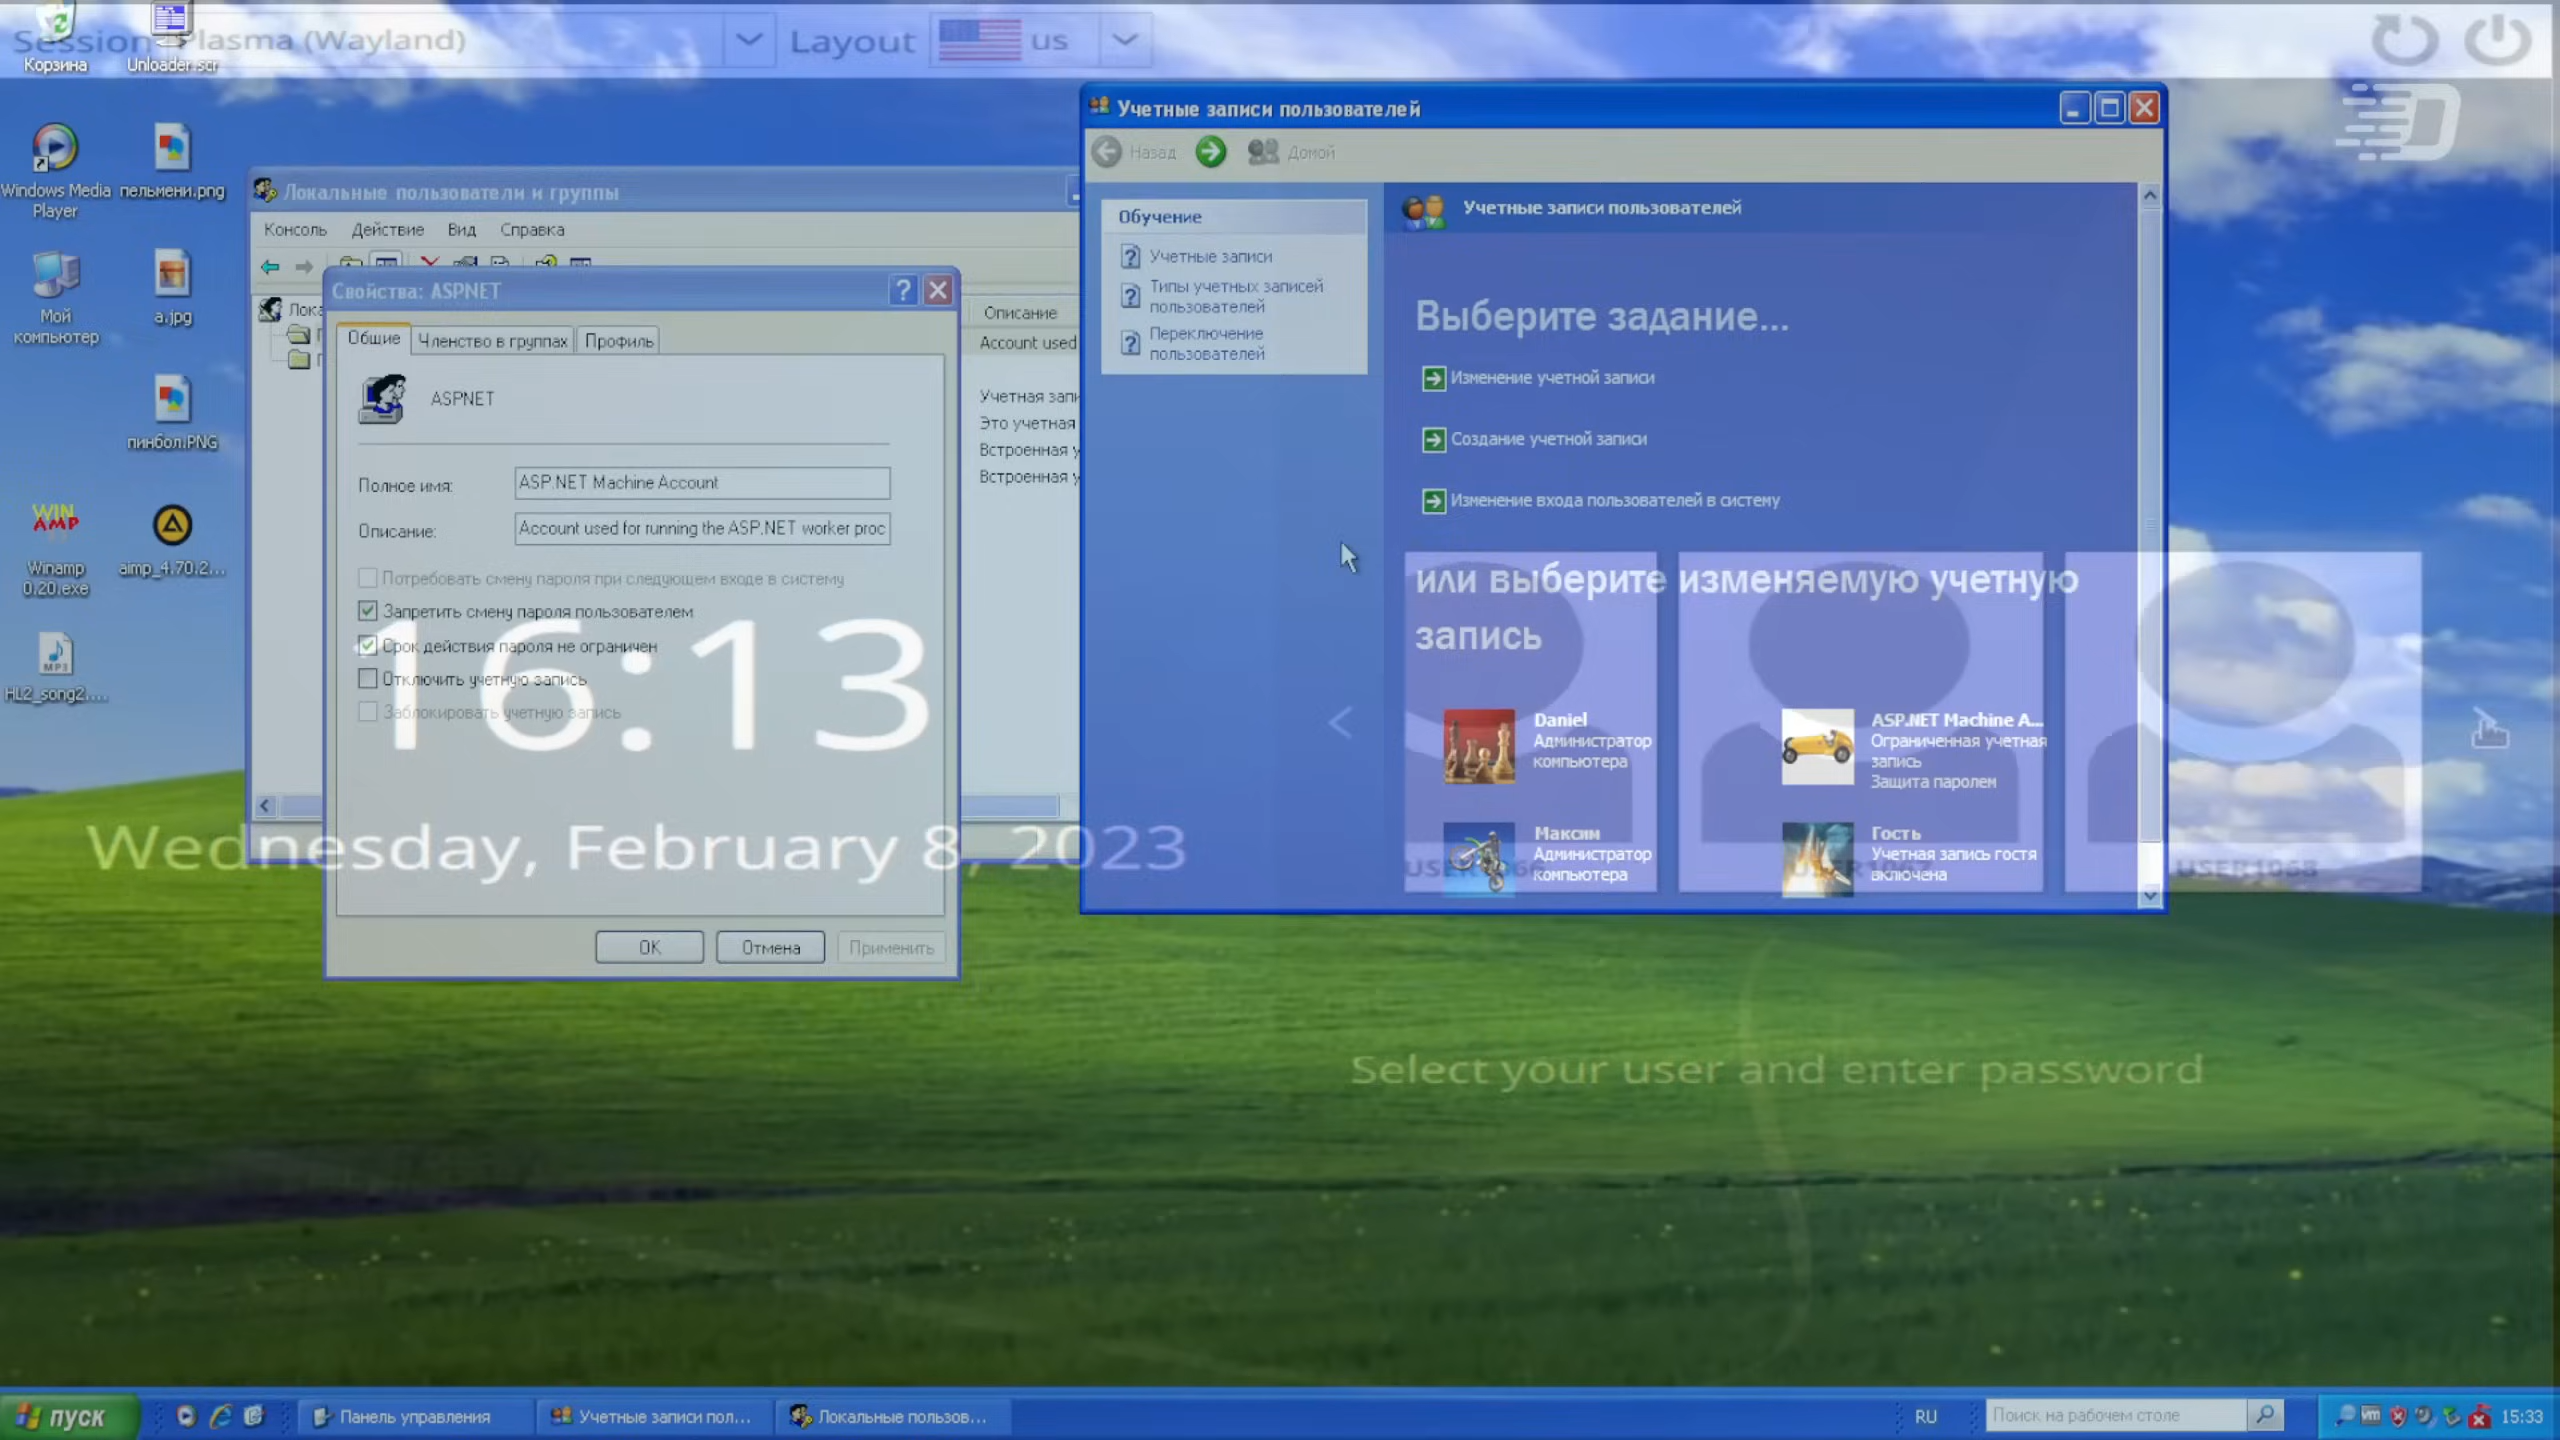 Session Plasma (Wayland)
Layout
us
Корзина
Unloader.scr
Windows Media
Player
пельмени.png
Мой
компьютер
a.jpg
пинбол.PNG
WIN
AMP
Winamp
0.20.exe
aimp_4.70.2...
MP3
HL2_song2....
Локальные пользователи и группы
Консоль
Действие
Вид
Справка
Лока
Описание
Account used
Учетная запи
Это учетная
Встроенная у
Встроенная у
Свойства: ASPNET
Общие
Членство в группах
Профиль
ASPNET
Полное имя:
ASP.NET Machine Account
Описание:
Account used for running the ASP.NET worker proc
Потребовать смену пароля при следующем входе в систему
Запретить смену пароля пользователем
Срок действия пароля не ограничен
Отключить учетную запись
Заблокировать учетную запись
OK
Отмена
Применить
16:13
Wednesday, February 8, 2023
Учетные записи пользователей
Назад
Домой
Обучение
Учетные записи
Типы учетных записей
пользователей
Переключение
пользователей
Учетные записи пользователей
Выберите задание...
Изменение учетной записи
Создание учетной записи
Изменение входа пользователей в систему
или выберите изменяемую учетную
запись
Daniel
Администратор
компьютера
ASP.NET Machine A...
Ограниченная учетная
запись
Защита паролем
Максим
Администратор
компьютера
Гость
Учетная запись гостя
включена
USER1068
Select your user and enter password
пуск
Панель управления
Учетные записи пол...
Локальные пользов...
RU
Поиск на рабочем столе
15:33